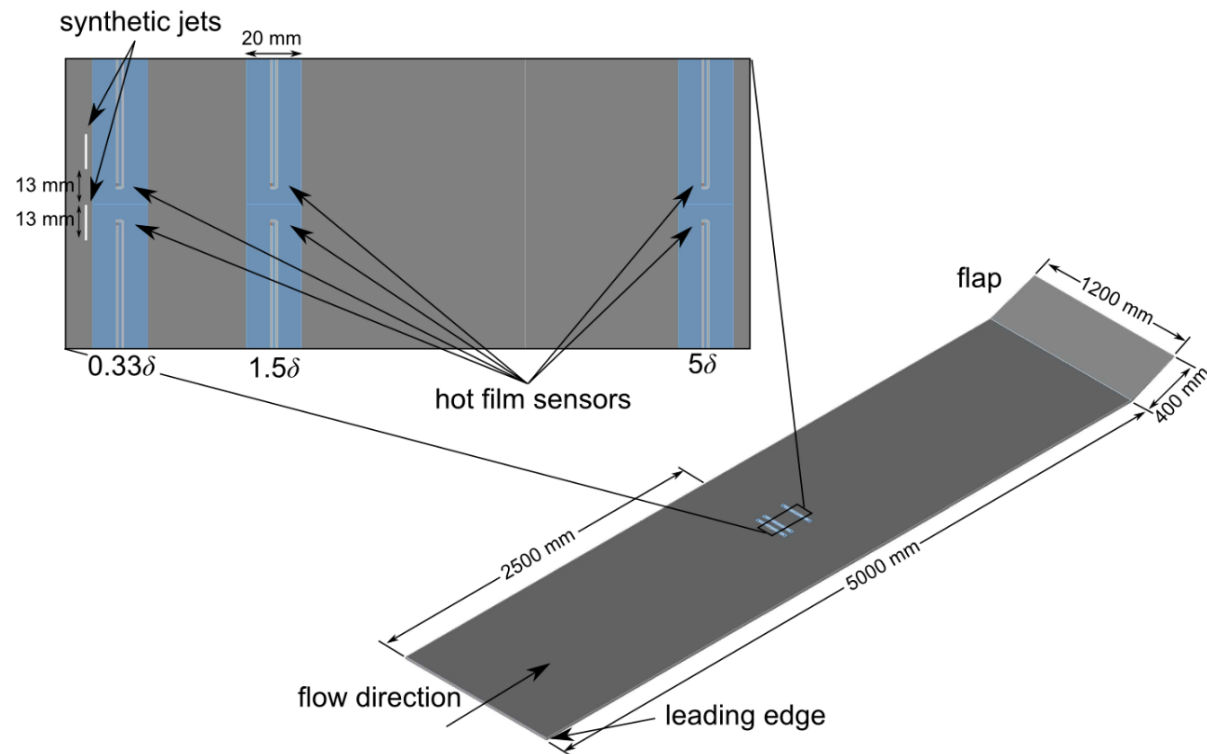 synthetic jets
20 mm
13 mm
13 mm
0.33δ
1.5δ
5δ
hot film sensors
flap
1200 mm
400 mm
2500 mm
5000 mm
flow direction
leading edge